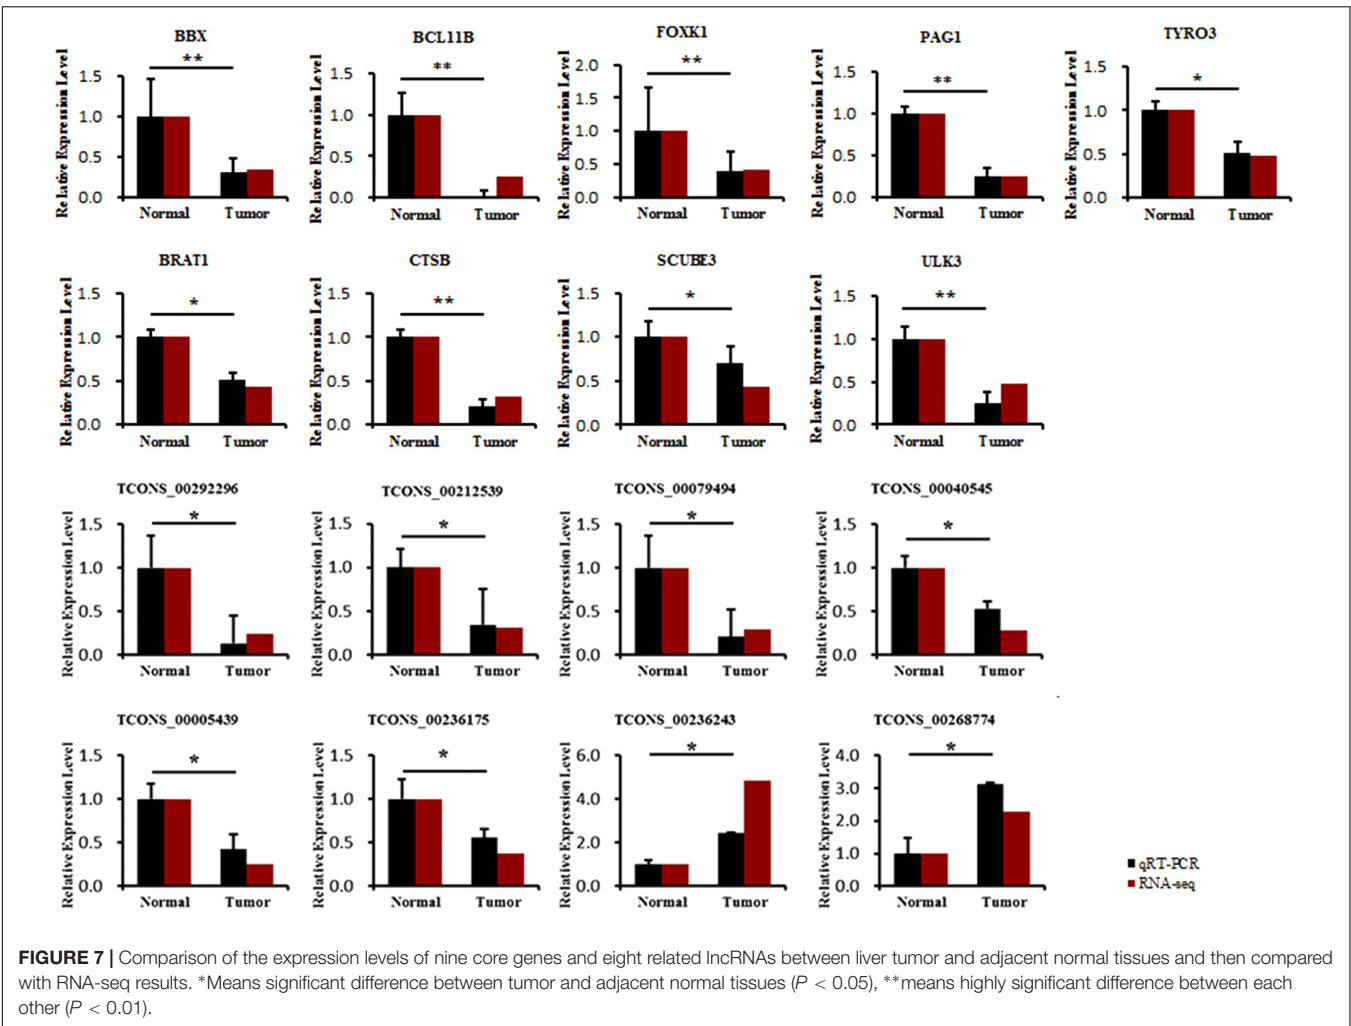 BBX
**
Relative Expression Level
1.5
1.0
0.5
0.0
Normal Tumor
BCL11B
**
Relative Expression Level
1.5
1.0
0.5
0.0
Normal Tumor
FOXK1
**
Relative Expression Level
2.0
1.5
1.0
0.5
0.0
Normal Tumor
PAG1
**
Relative Expression Level
1.5
1.0
0.5
0.0
Normal Tumor
TYRO3
*
Relative Expression Level
1.5
1.0
0.5
0.0
Normal Tumor
BRAT1
*
Relative Expression Level
1.5
1.0
0.5
0.0
Normal Tumor
CTSB
**
Relative Expression Level
1.5
1.0
0.5
0.0
Normal Tumor
SCUBE3
*
Relative Expression Level
1.5
1.0
0.5
0.0
Normal Tumor
ULK3
**
Relative Expression Level
1.5
1.0
0.5
0.0
Normal Tumor
TCONS_00292296
*
Relative Expression Level
1.5
1.0
0.5
0.0
Normal Tumor
TCONS_00212539
*
Relative Expression Level
1.5
1.0
0.5
0.0
Normal Tumor
TCONS_00079494
*
Relative Expression Level
1.5
1.0
0.5
0.0
Normal Tumor
TCONS_00040545
*
Relative Expression Level
1.5
1.0
0.5
0.0
Normal Tumor
TCONS_00005439
*
Relative Expression Level
1.5
1.0
0.5
0.0
Normal Tumor
TCONS_00236175
*
Relative Expression Level
1.5
1.0
0.5
0.0
Normal Tumor
TCONS_00236243
*
Relative Expression Level
6.0
4.0
2.0
0.0
Normal Tumor
TCONS_00268774
*
Relative Expression Level
4.0
3.0
2.0
1.0
0.0
Normal Tumor
qRT-PCR
RNA-seq
FIGURE 7 | Comparison of the expression levels of nine core genes and eight related lncRNAs between liver tumor and adjacent normal tissues and then compared
with RNA-seq results. *Means significant difference between tumor and adjacent normal tissues (P < 0.05), **means highly significant difference between each
other (P < 0.01).